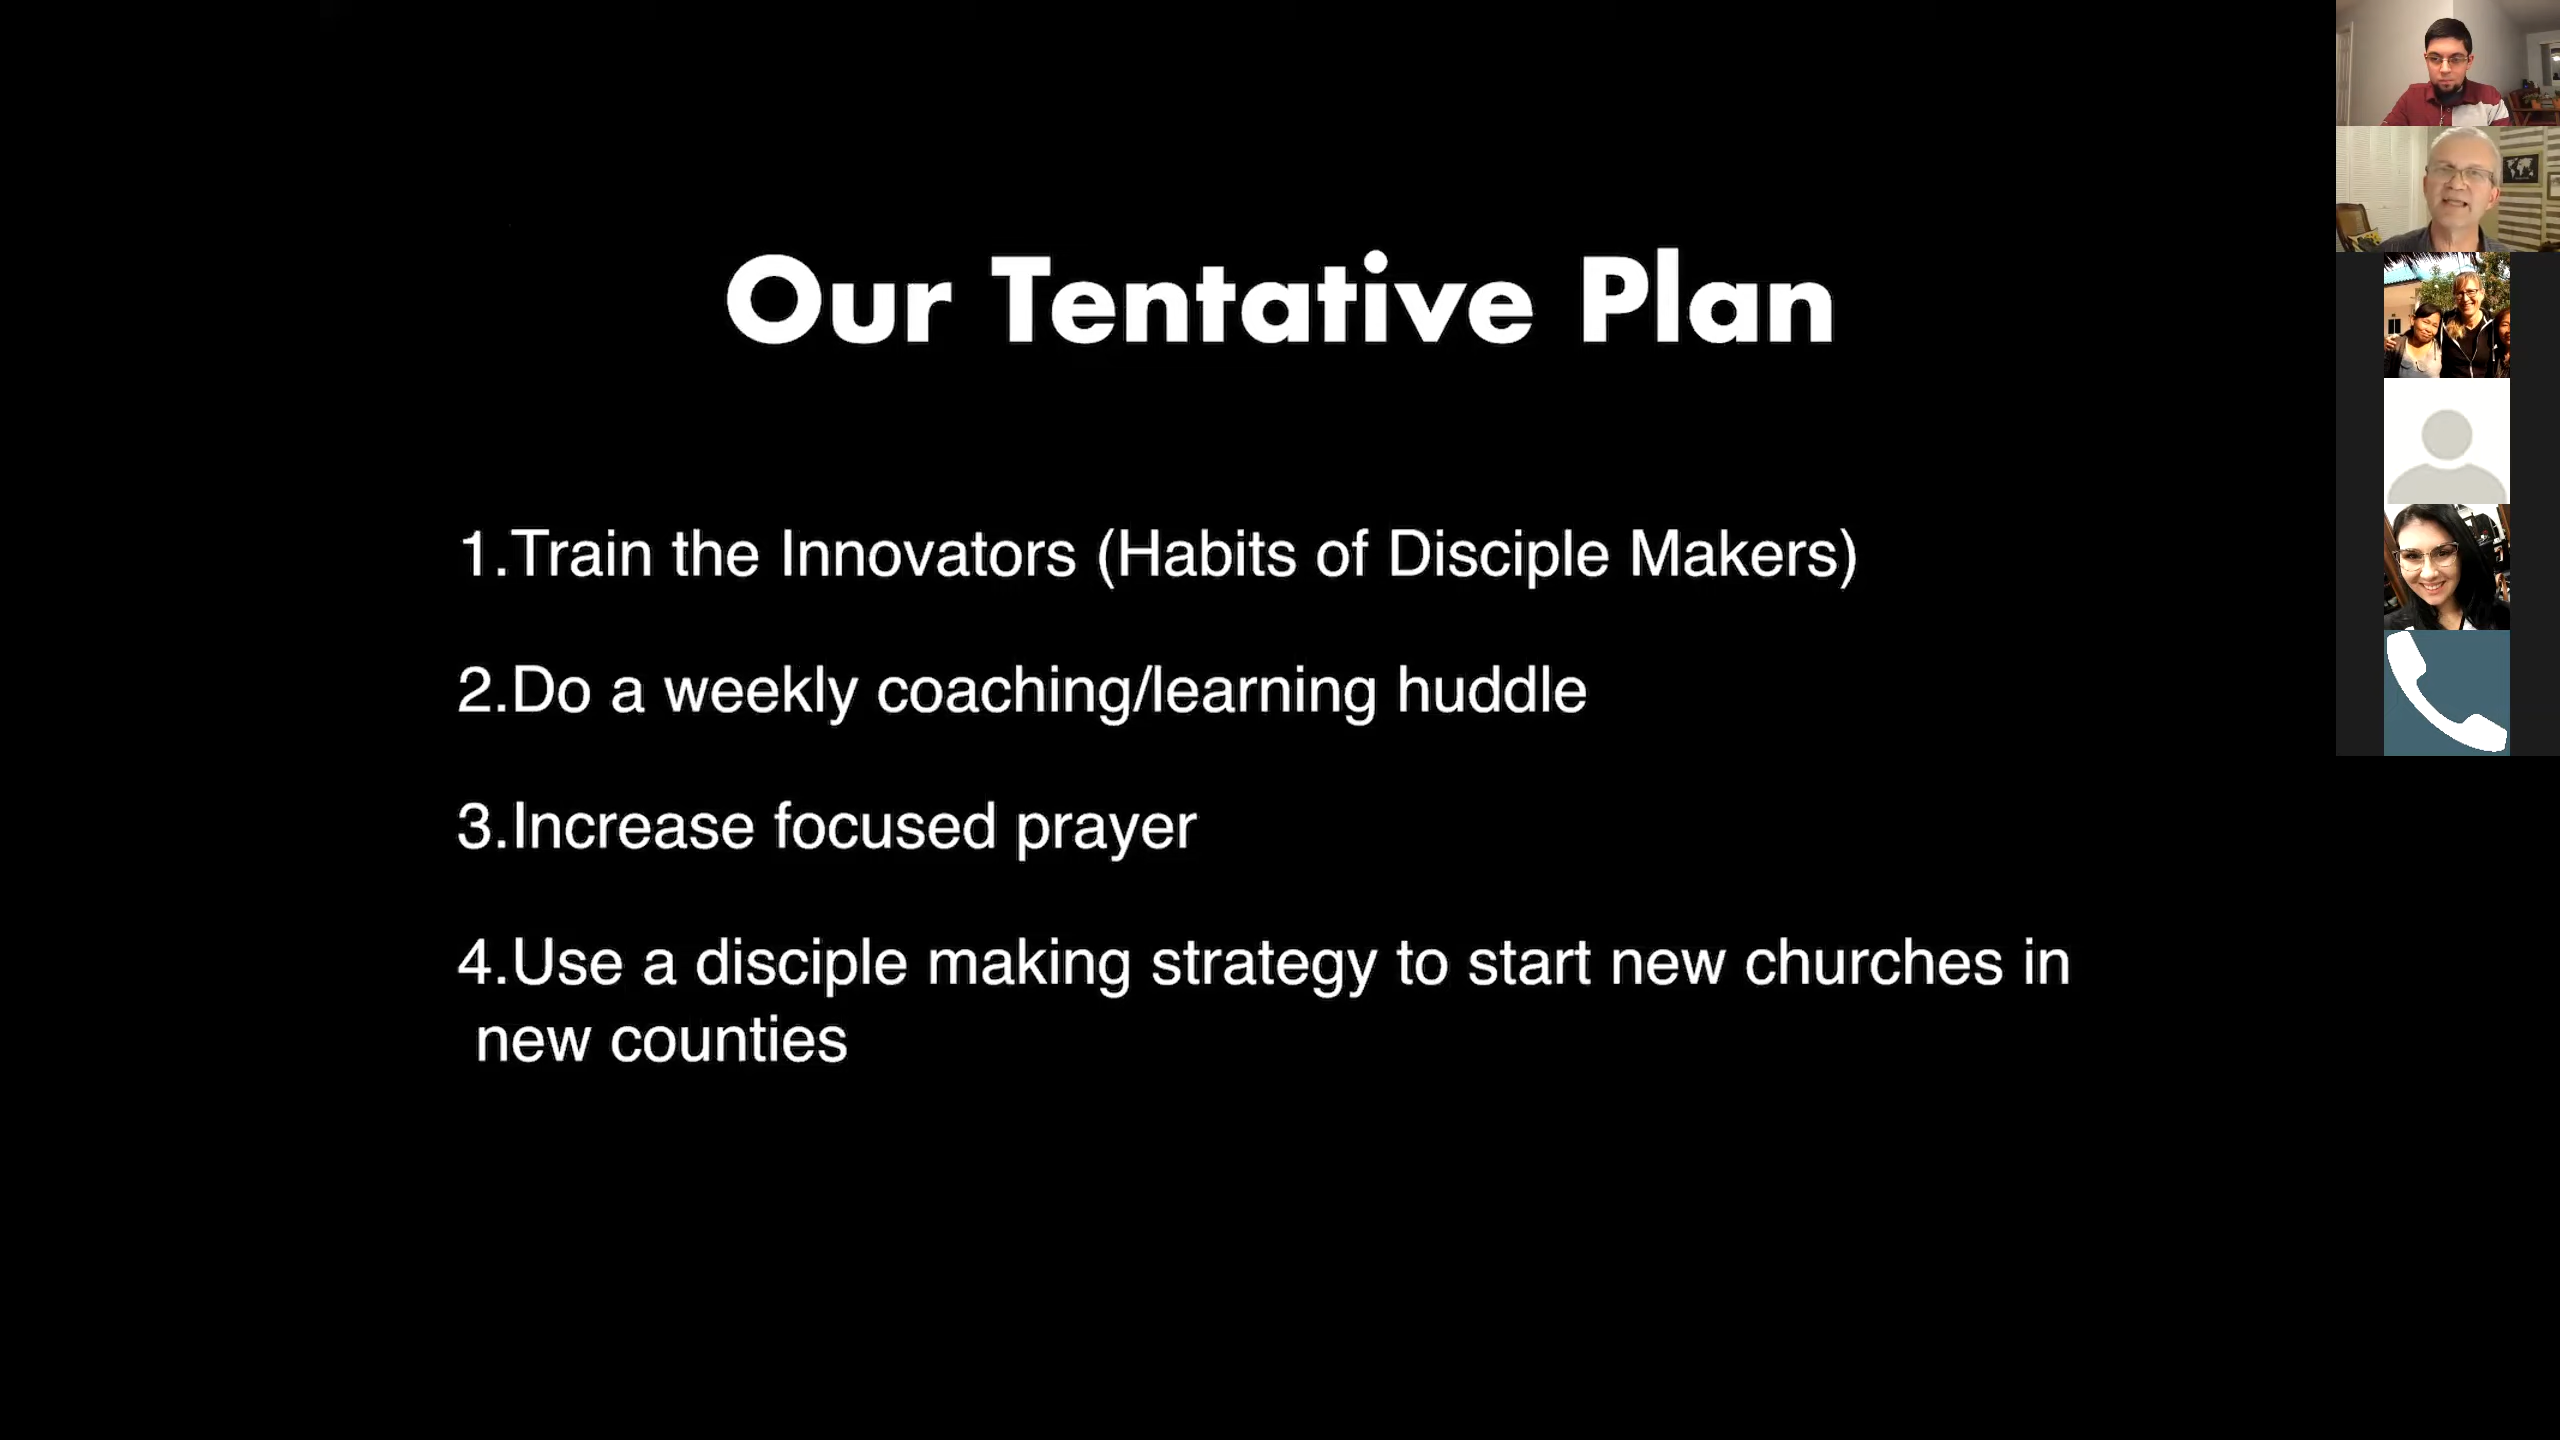 Our Tentative Plan
1.Train the Innovators (Habits of Disciple Makers)
2.Do a weekly coaching/learning huddle
3.Increase focused prayer
4.Use a disciple making strategy to start new churches in
new counties